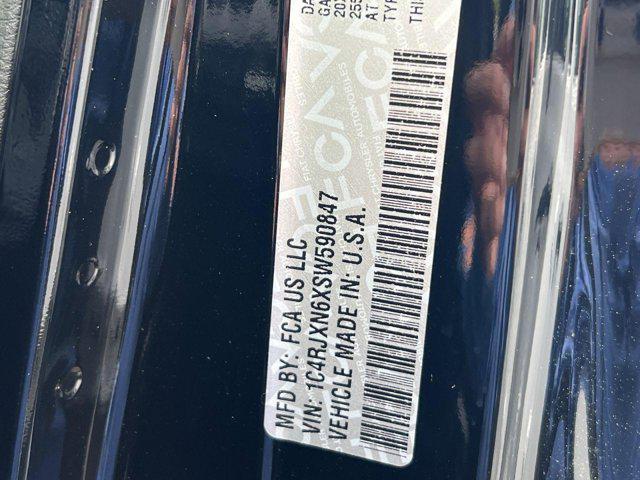 MFD BY: FCA US LLC
VIN: 1C4RJXN6XSW590847
VEHICLE MADE IN: U.S.A.